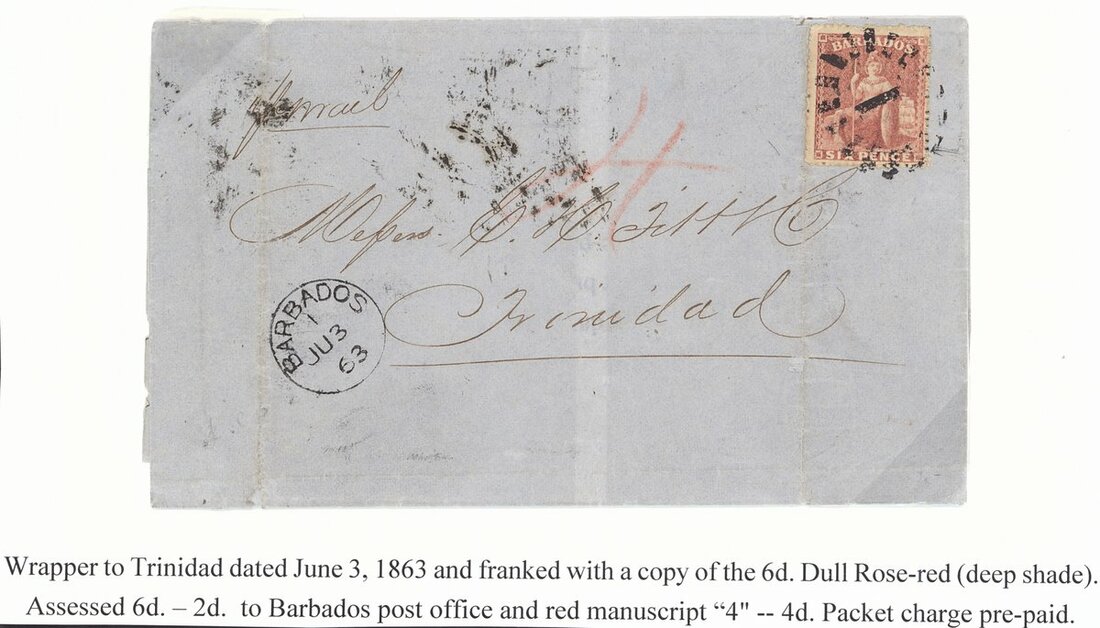 BARBADOS
SIX PENCE
Trinidad
BARBADOS
1
JU 3
63
4
Wrapper to Trinidad dated June 3, 1863 and franked with a copy of the 6d. Dull Rose-red (deep shade).
Assessed 6d. – 2d. to Barbados post office and red manuscript “4" -- 4d. Packet charge pre-paid.